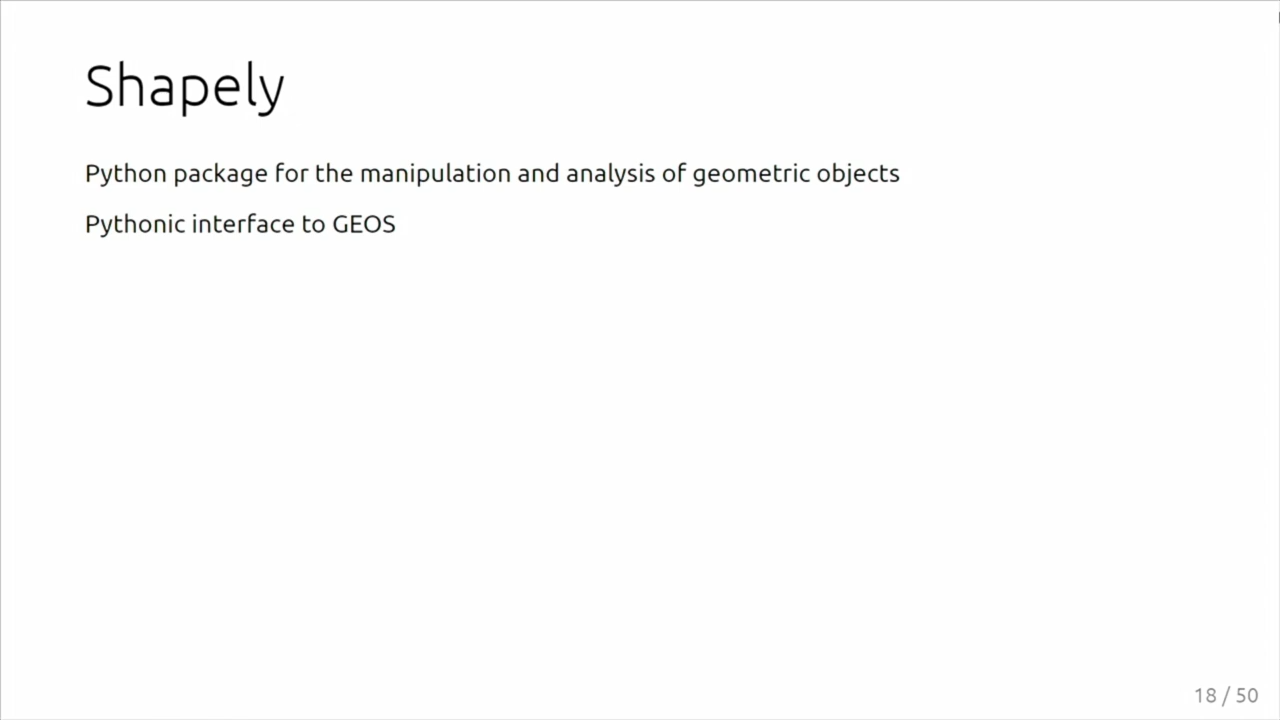 Shapely
Python package for the manipulation and analysis of geometric objects
Pythonic interface to GEOS
18 / 50